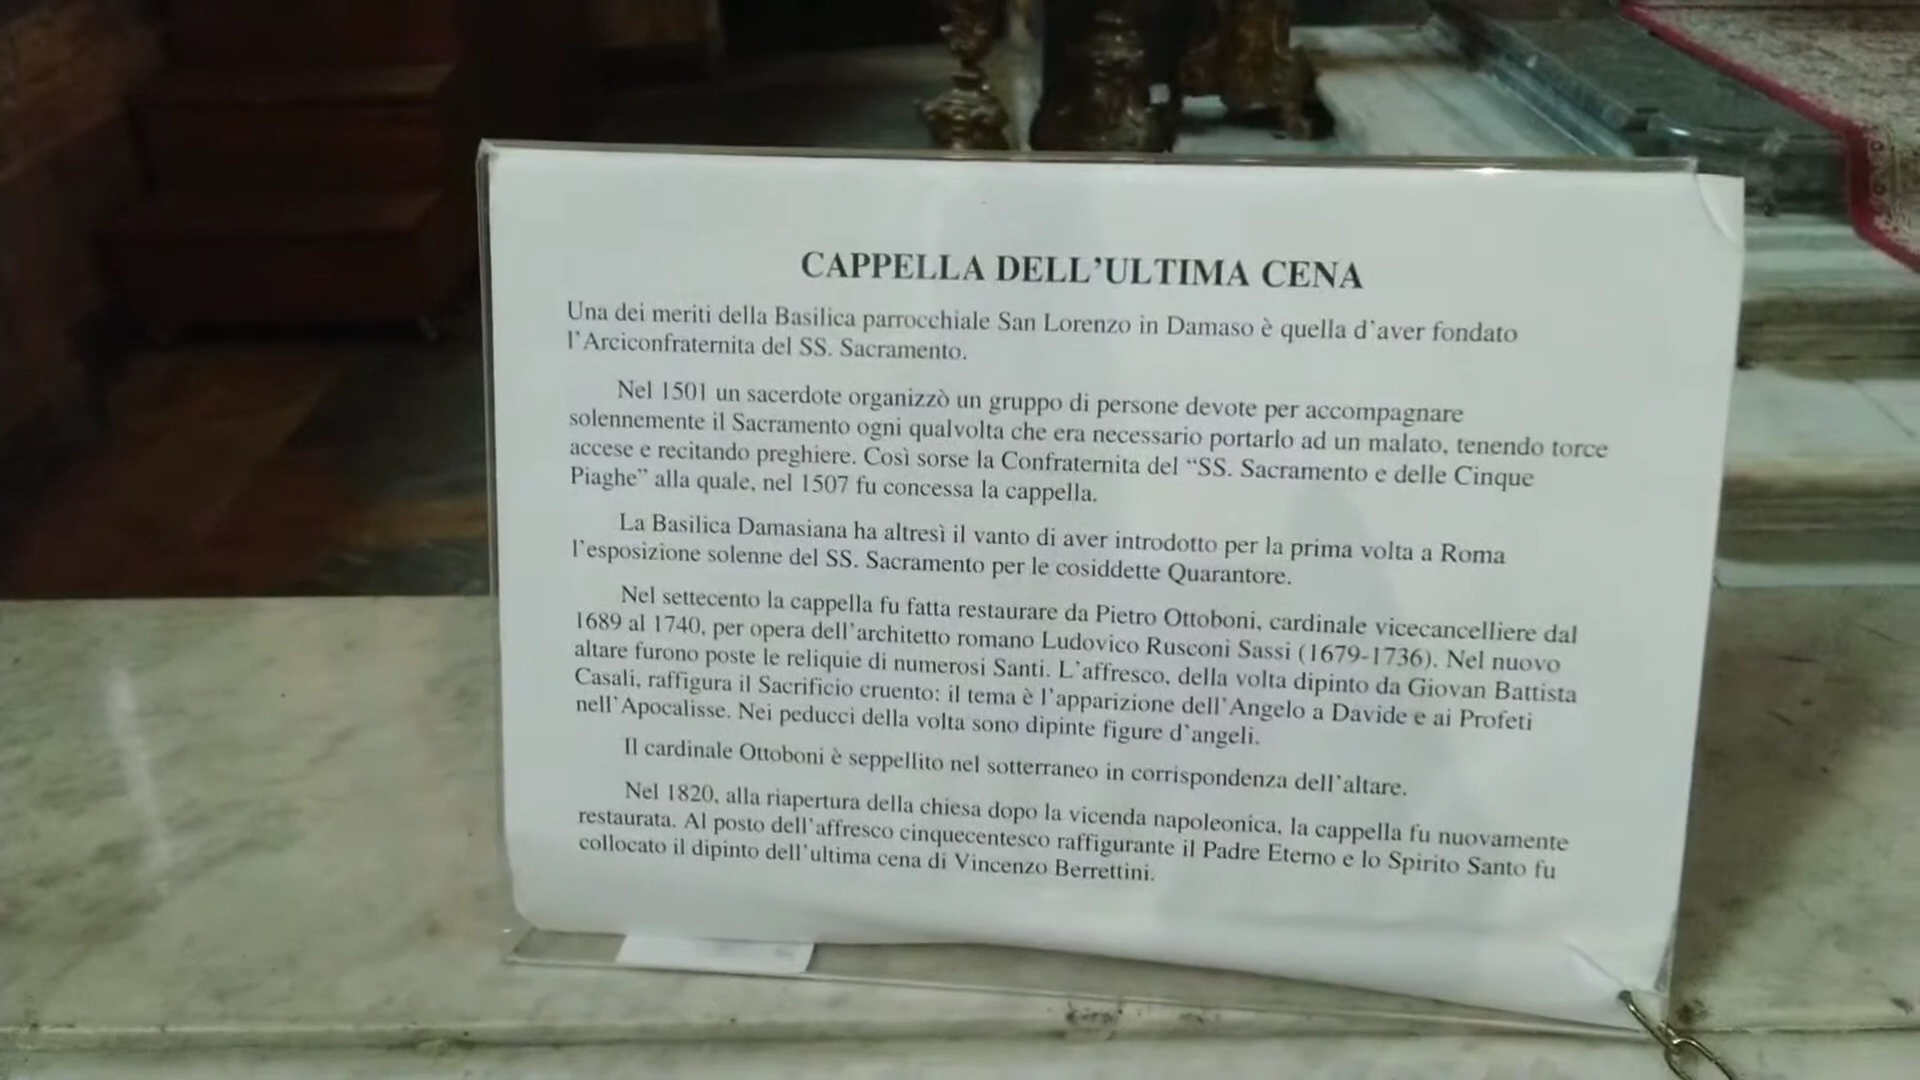 CAPPELLA DELL'ULTIMA CENA
Una dei meriti della Basilica parrocchiale San Lorenzo in Damaso è quella d'aver fondato
l'Arciconfraternita del SS. Sacramento.
Nel 1501 un sacerdote organizzò un gruppo di persone devote per accompagnare
solennemente il Sacramento ogni qualvolta che era necessario portarlo ad un malato, tenendo torce
accese e recitando preghiere. Così sorse la Confraternita del "SS. Sacramento e delle Cinque
Piaghe" alla quale, nel 1507 fu concessa la cappella.
La Basilica Damasiana ha altresì il vanto di aver introdotto per la prima volta a Roma
l'esposizione solenne del SS. Sacramento per le cosiddette Quarantore.
Nel settecento la cappella fu fatta restaurare da Pietro Ottoboni, cardinale vicecancelliere dal
1689 al 1740, per opera dell'architetto romano Ludovico Rusconi Sassi (1679-1736). Nel nuovo
altare furono poste le reliquie di numerosi Santi. L'affresco, della volta dipinto da Giovan Battista
Casali, raffigura il Sacrificio cruento: il tema è l'apparizione dell'Angelo a Davide e ai Profeti
nell'Apocalisse. Nei peducci della volta sono dipinte figure d'angeli.
Il cardinale Ottoboni è seppellito nel sotterraneo in corrispondenza dell'altare.
Nel 1820, alla riapertura della chiesa dopo la vicenda napoleonica, la cappella fu nuovamente
restaurata. Al posto dell'affresco cinquecentesco raffigurante il Padre Eterno e lo Spirito Santo fu
collocato il dipinto dell'ultima cena di Vincenzo Berrettini.